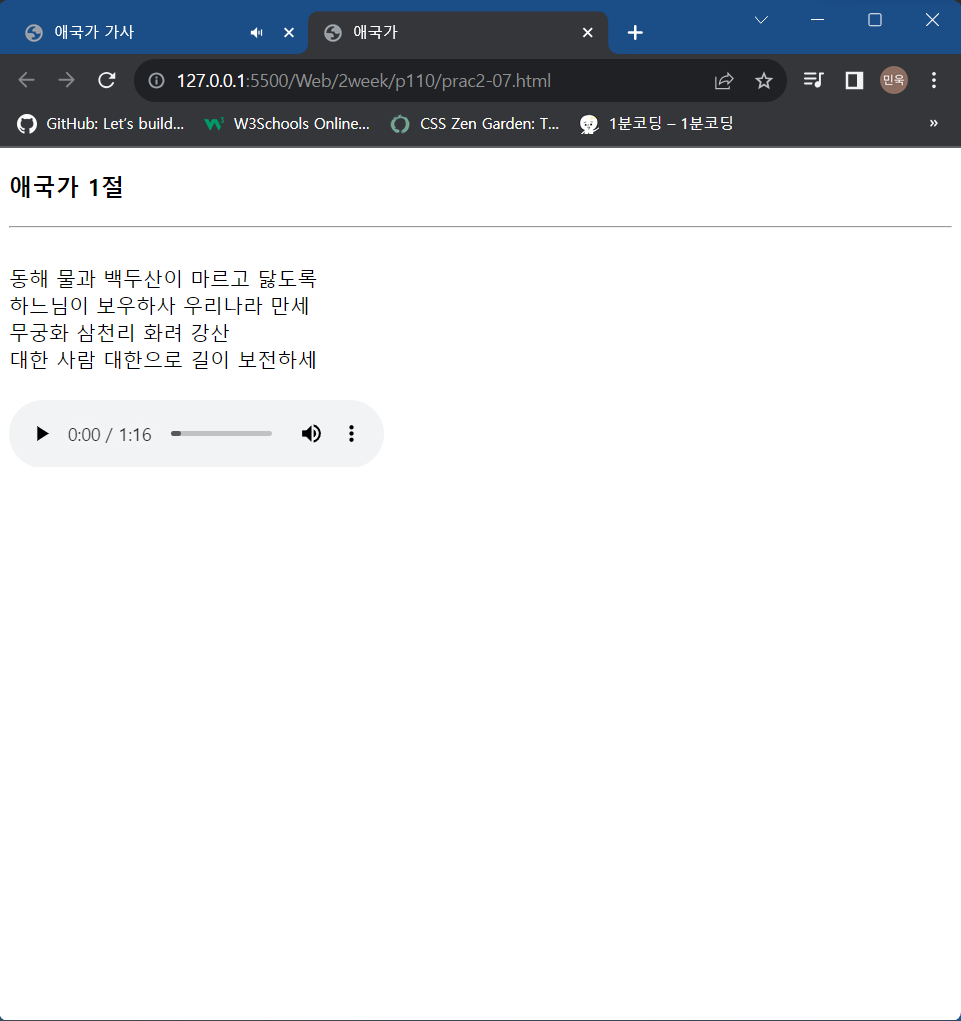 애국가 가사
애국가
127.0.0.1:5500/Web/2week/p110/prac2-07.html
민욱
GitHub: Let's build...
W3Schools Online...
CSS Zen Garden: T...
1분코딩 – 1분코딩
»
애국가 1절
동해 물과 백두산이 마르고 닳도록
하느님이 보우하사 우리나라 만세
무궁화 삼천리 화려 강산
대한 사람 대한으로 길이 보전하세
0:00 / 1:16